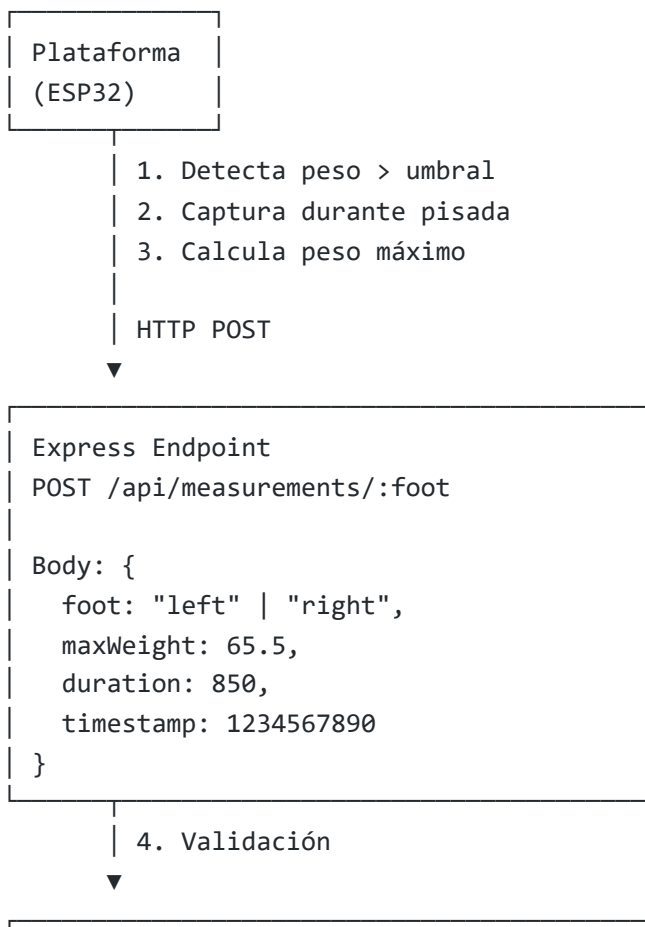 Plataforma
(ESP32)
1. Detecta peso > umbral
2. Captura durante pisada
3. Calcula peso máximo
HTTP POST
Express Endpoint
POST /api/measurements/:foot
Body: {
foot: "left" | "right",
maxWeight: 65.5,
duration: 850,
timestamp: 1234567890
}
4. Validación